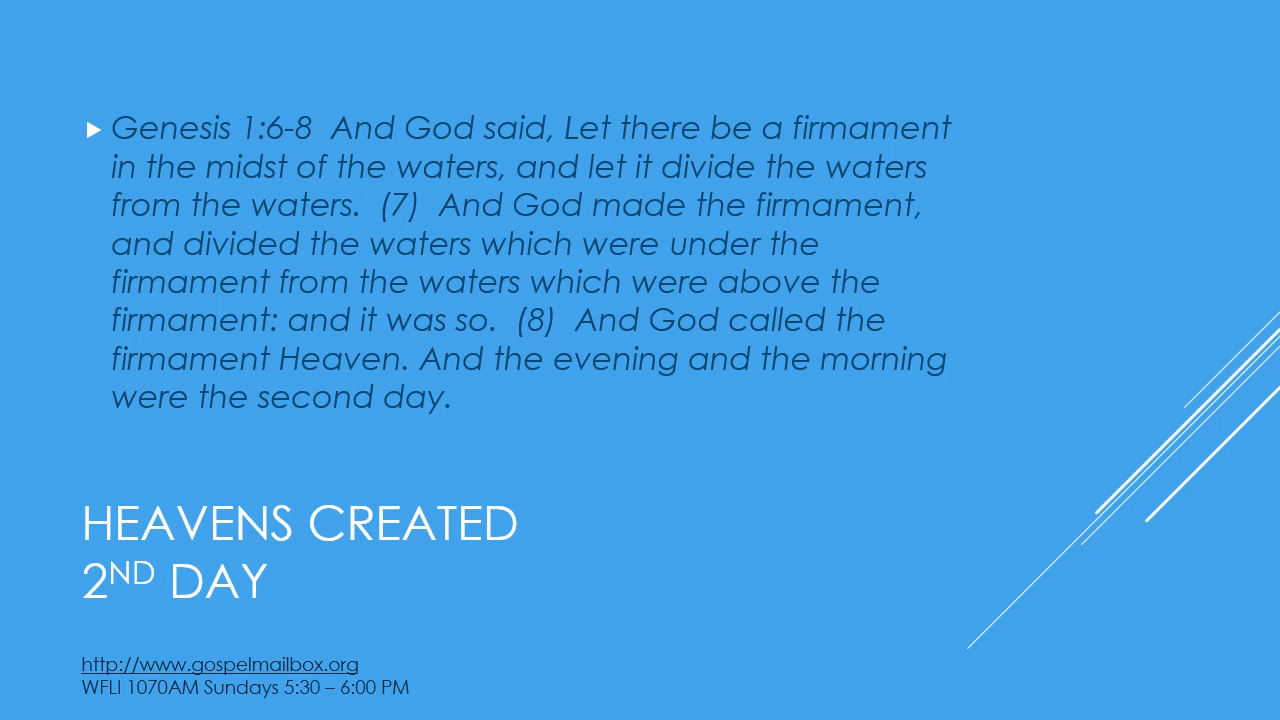 Genesis 1:6-8  And God said, Let there be a firmament
in the midst of the waters, and let it divide the waters
from the waters.  (7)  And God made the firmament,
and divided the waters which were under the
firmament from the waters which were above the
firmament: and it was so.  (8)  And God called the
firmament Heaven. And the evening and the morning
were the second day.
HEAVENS CREATED
2ND DAY
http://www.gospelmailbox.org
WFLI 1070AM Sundays 5:30 – 6:00 PM